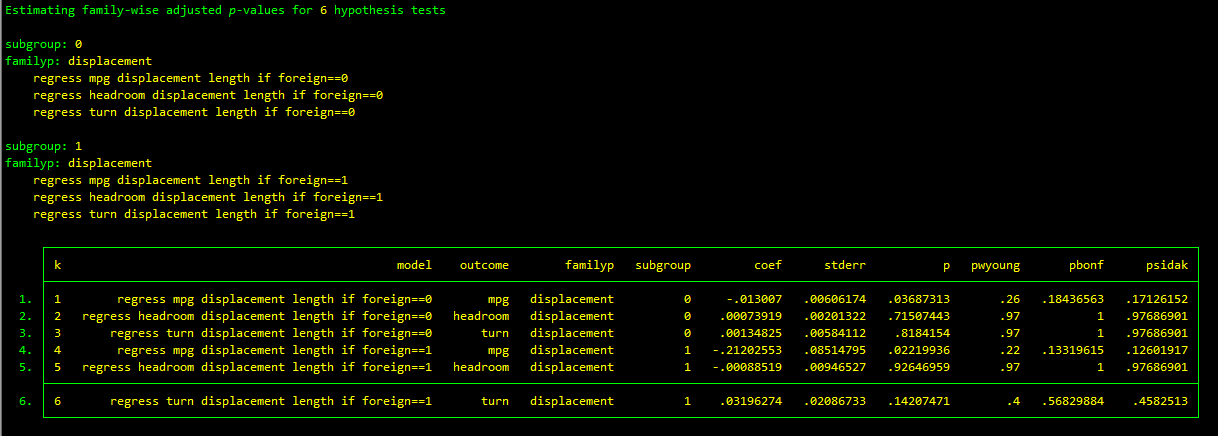 Estimating family-wise adjusted p-values for 6 hypothesis tests
subgroup: 0
familyp: displacement
regress mpg displacement length if foreign==0
regress headroom displacement length if foreign==0
regress turn displacement length if foreign==0
subgroup: 1
familyp: displacement
regress mpg displacement length if foreign==1
regress headroom displacement length if foreign==1
regress turn displacement length if foreign==1
k model outcome familyp subgroup coef stderr p pwyoung pbonf psidak
1. 1 regress mpg displacement length if foreign==0 mpg displacement 0 -.013007 .00606174 .03687313 .26 .18436563 .17126152
2. 2 regress headroom displacement length if foreign==0 headroom displacement 0 .00073919 .00201322 .71507443 .97 1 .97686901
3. 3 regress turn displacement length if foreign==0 turn displacement 0 .00134825 .00584112 .8184154 .97 1 .97686901
4. 4 regress mpg displacement length if foreign==1 mpg displacement 1 -.21202553 .08514795 .02219936 .22 .13319615 .12601917
5. 5 regress headroom displacement length if foreign==1 headroom displacement 1 -.00088519 .00946527 .92646959 .97 1 .97686901
6. 6 regress turn displacement length if foreign==1 turn displacement 1 .03196274 .02086733 .14207471 .4 .56829884 .4582513